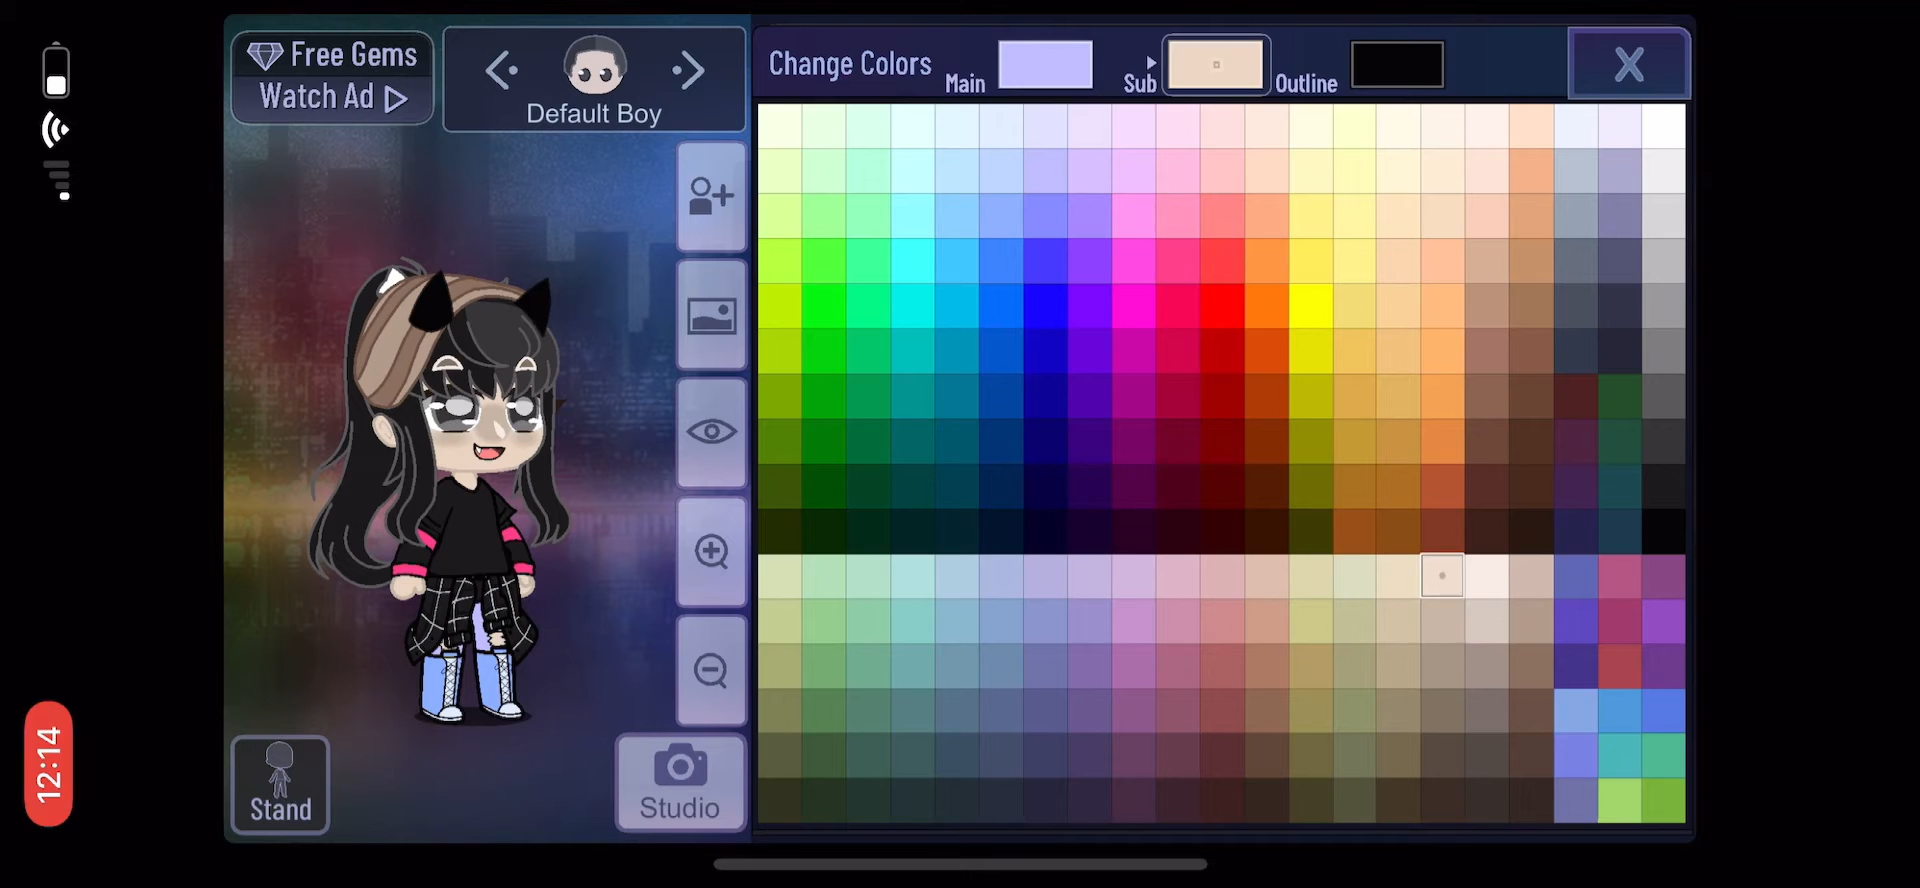 Free Gems
Watch Ad
Default Boy
Change Colors
Main
Sub
Outline
X
Stand
Studio
12:14